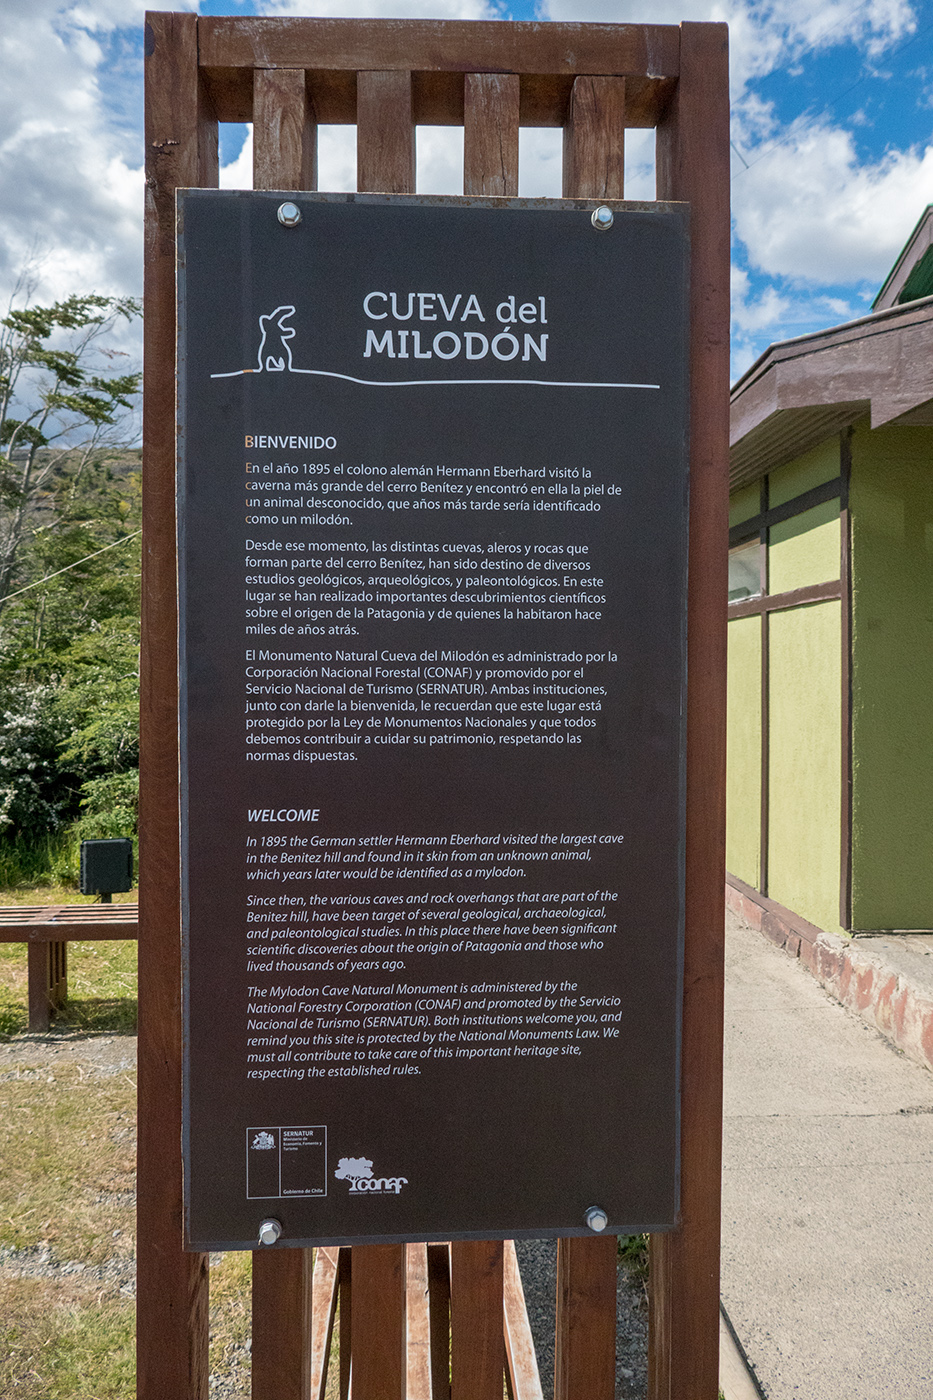 CUEVA del
MILODÓN
BIENVENIDO
En el año 1895 el colono alemán Hermann Eberhard visitó la
caverna más grande del cerro Benítez y encontró en ella la piel de
un animal desconocido, que años más tarde sería identificado
como un milodón.
Desde ese momento, las distintas cuevas, aleros y rocas que
forman parte del cerro Benítez, han sido destino de diversos
estudios geológicos, arqueológicos, y paleontológicos. En este
lugar se han realizado importantes descubrimientos científicos
sobre el origen de la Patagonia y de quienes la habitaron hace
miles de años atrás.
El Monumento Natural Cueva del Milodón es administrado por la
Corporación Nacional Forestal (CONAF) y promovido por el
Servicio Nacional de Turismo (SERNATUR). Ambas instituciones,
junto con darle la bienvenida, le recuerdan que este lugar está
protegido por la Ley de Monumentos Nacionales y que todos
debemos contribuir a cuidar su patrimonio, respetando las
normas dispuestas.
WELCOME
In 1895 the German settler Hermann Eberhard visited the largest cave
in the Benitez hill and found in it skin from an unknown animal,
which years later would be identified as a mylodon.
Since then, the various caves and rock overhangs that are part of the
Benitez hill, have been target of several geological, archaeological,
and paleontological studies. In this place there have been significant
scientific discoveries about the origin of Patagonia and those who
lived thousands of years ago.
The Mylodon Cave Natural Monument is administered by the
National Forestry Corporation (CONAF) and promoted by the Servicio
Nacional de Turismo (SERNATUR). Both institutions welcome you, and
remind you this site is protected by the National Monuments Law. We
must all contribute to take care of this important heritage site,
respecting the established rules.
SERNATUR
Ministerio de
Economía, Fomento y
Turismo
Gobierno de Chile
conaf